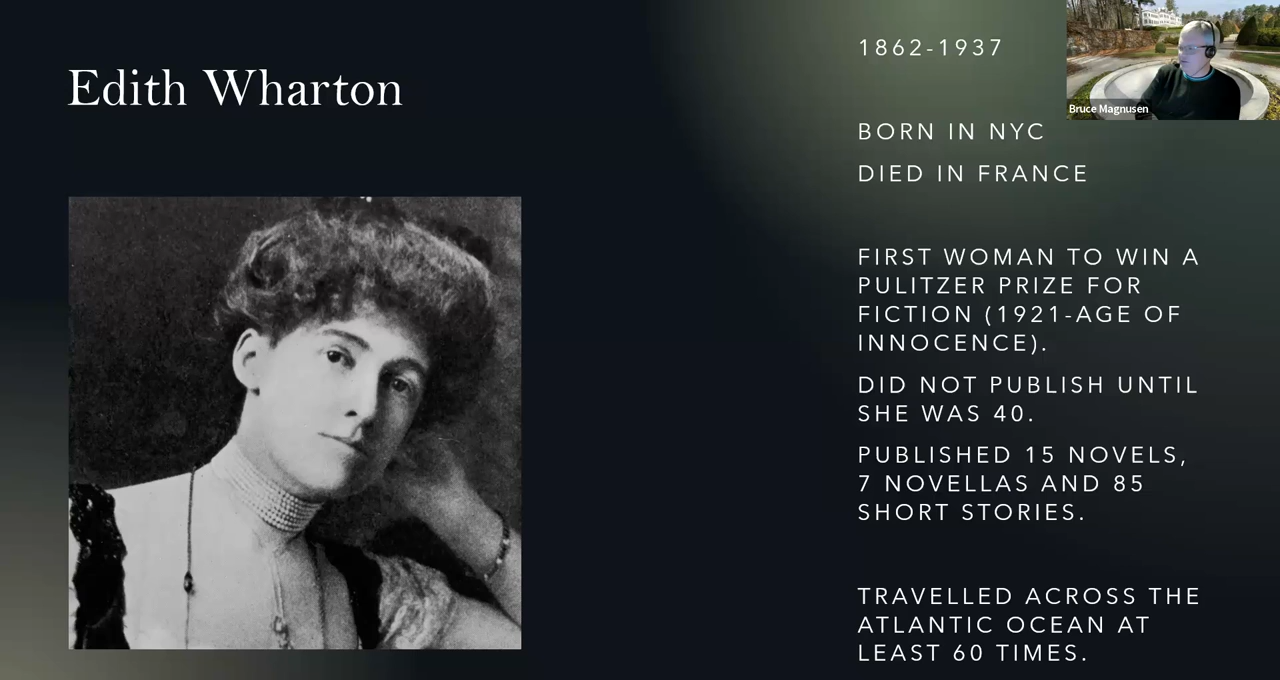 Edith Wharton
1862-1937
Bruce Magnusen
BORN IN NYC
DIED IN FRANCE
FIRST WOMAN TO WIN A
PULITZER PRIZE FOR
FICTION (1921-AGE OF
INNOCENCE).
DID NOT PUBLISH UNTIL
SHE WAS 40.
PUBLISHED 15 NOVELS,
7 NOVELLAS AND 85
SHORT STORIES.
TRAVELLED ACROSS THE
ATLANTIC OCEAN AT
LEAST 60 TIMES.